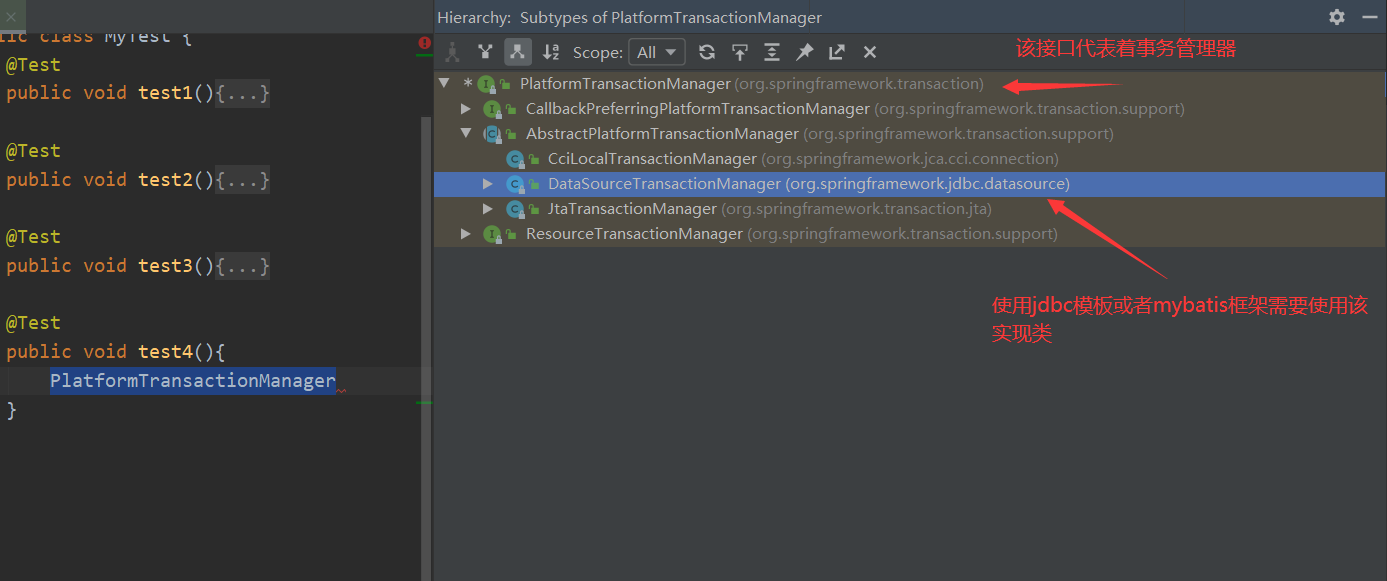 lic class MyTest {
@Test
public void test1(){...}
@Test
public void test2(){...}
@Test
public void test3(){...}
@Test
public void test4(){
PlatformTransactionManager
}
Hierarchy: Subtypes of PlatformTransactionManager
Scope: All
该接口代表着事务管理器
* PlatformTransactionManager (org.springframework.transaction)
CallbackPreferringPlatformTransactionManager (org.springframework.transaction.support)
AbstractPlatformTransactionManager (org.springframework.transaction.support)
CciLocalTransactionManager (org.springframework.jca.cci.connection)
DataSourceTransactionManager (org.springframework.jdbc.datasource)
JtaTransactionManager (org.springframework.transaction.jta)
ResourceTransactionManager (org.springframework.transaction.support)
使用jdbc模板或者mybatis框架需要使用该
实现类